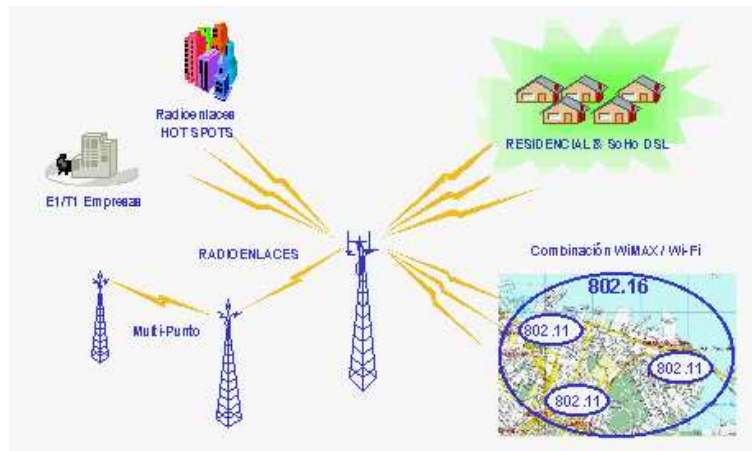 Radioenlaces
HOT SPOTS
RESIDENCIAL & SoHo DSL
E1/T1 Empresas
RADIOENLACES
Combinación WiMAX / Wi-Fi
802.16
Multi-Punto
802.11
802.11
802.11